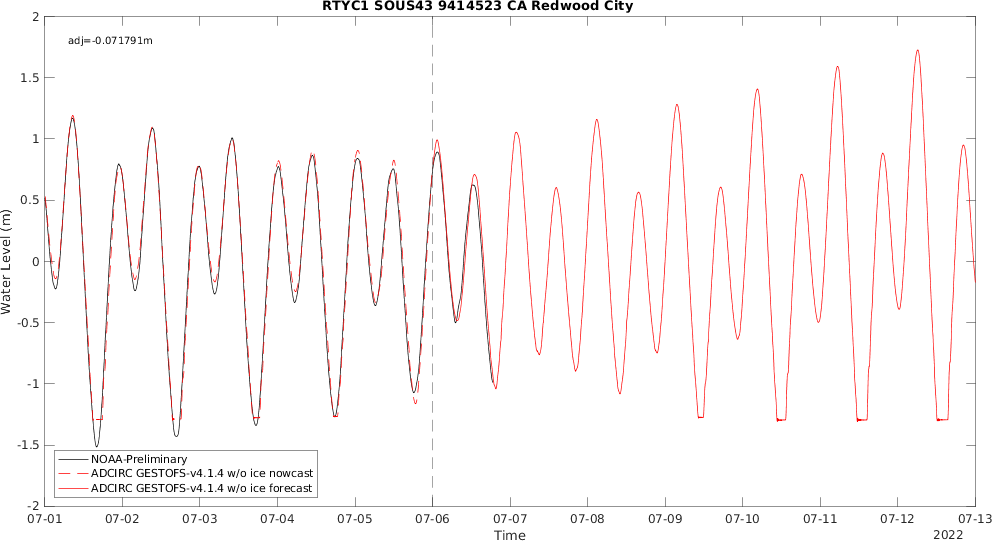 RTYC1 SOUS43 9414523 CA Redwood City
adj=-0.071791m
2
1.5
1
0.5
0
-0.5
-1
-1.5
-2
Water Level (m)
NOAA-Preliminary
ADCIRC GESTOFS-v4.1.4 w/o ice nowcast
ADCIRC GESTOFS-v4.1.4 w/o ice forecast
07-01 07-02 07-03 07-04 07-05 07-06 07-07 07-08 07-09 07-10 07-11 07-12 07-13
Time
2022